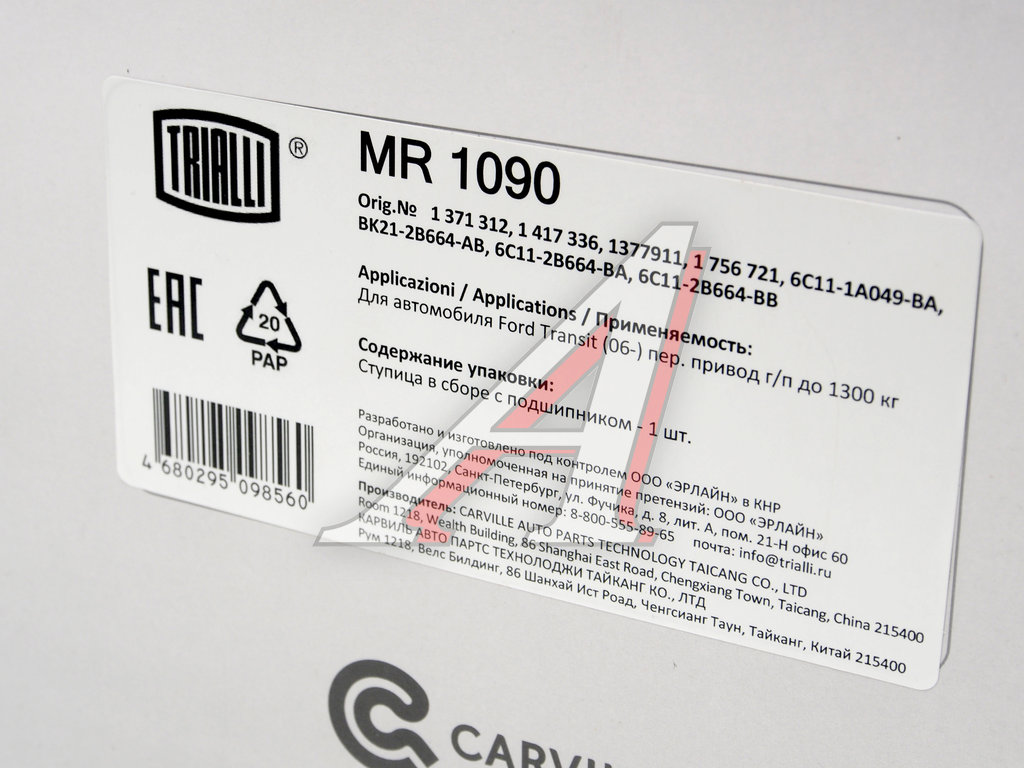 TRIALLI ®
MR 1090
Orig.№ 1 371 312, 1 417 336, 1377911, 1 756 721, 6C11-1A049-BA,
BK21-2B664-AB, 6C11-2B664-BA, 6C11-2B664-BB
Applicazioni / Applications / Применяемость:
Для автомобиля Ford Transit (06-) пер. привод г/п до 1300 кг
Содержание упаковки:
Ступица в сборе с подшипником - 1 шт.
EAC
20
PAP
4 680295 098560
Разработано и изготовлено под контролем ООО «ЭРЛАЙН» в КНР
Организация, уполномоченная на принятие претензий: ООО «ЭРЛАЙН»
Россия, 192102, Санкт-Петербург, ул. Фучика, д. 8, лит. А, пом. 21-Н офис 60
Единый информационный номер: 8-800-555-89-65 почта: info@trialli.ru
Производитель: CARVILLE AUTO PARTS TECHNOLOGY TAICANG CO., LTD
Room 1218, Wealth Building, 86 Shanghai East Road, Chengxiang Town, Taicang, China 215400
КАРВИЛЬ АВТО ПАРТС ТЕХНОЛОДЖИ ТАЙКАНГ КО., ЛТД
Рум 1218, Велс Билдинг, 86 Шанхай Ист Роад, Ченгсианг Таун, Тайканг, Китай 215400